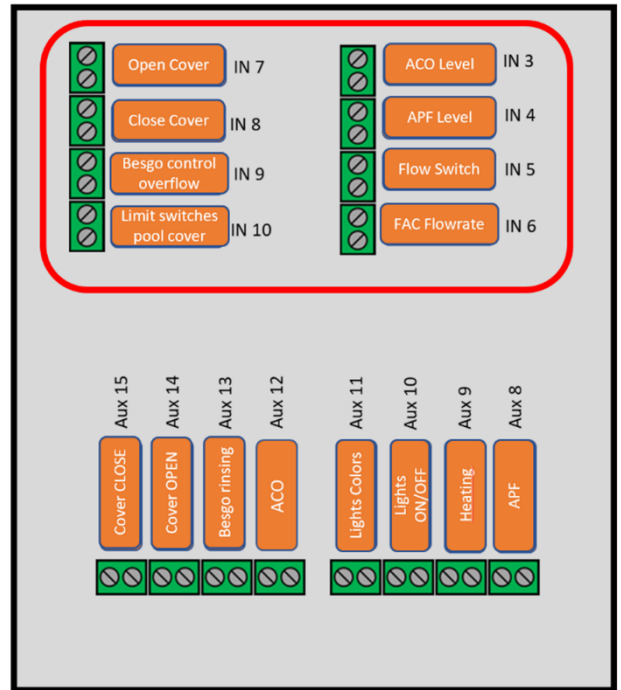 Open Cover
IN 7
Close Cover
IN 8
Besgo control
overflow
IN 9
Limit switches
pool cover
IN 10
ACO Level
IN 3
APF Level
IN 4
Flow Switch
IN 5
FAC Flowrate
IN 6
Aux 15
Aux 14
Aux 13
Aux 12
Aux 11
Aux 10
Aux 9
Aux 8
Cover CLOSE
Cover OPEN
Besgo rinsing
ACO
Lights Colors
Lights
ON/OFF
Heating
APF